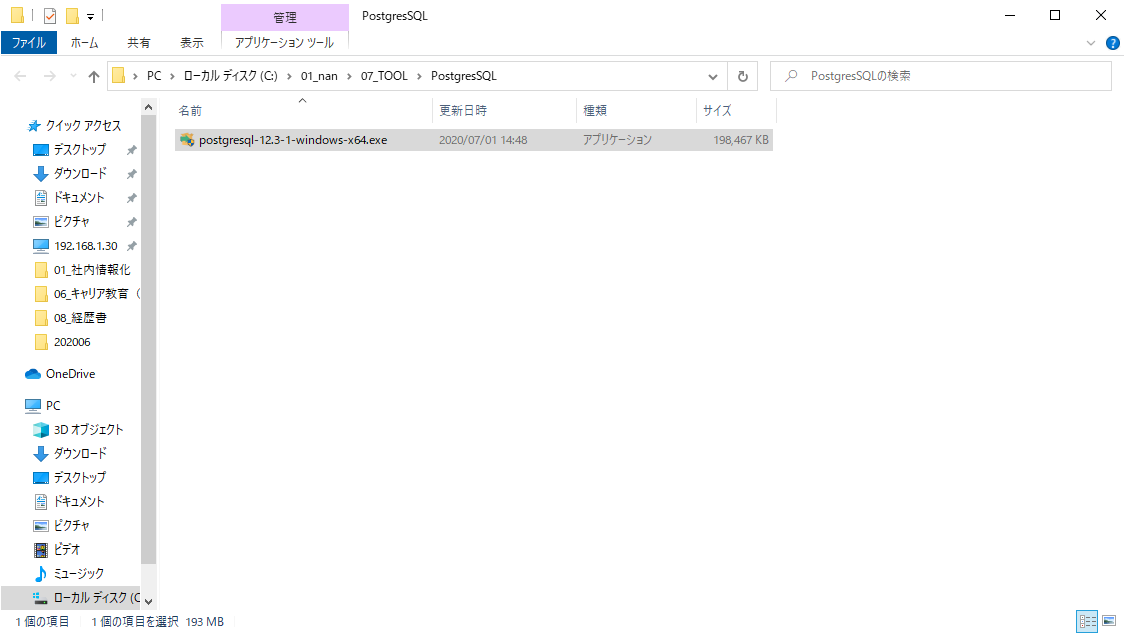 管理
PostgresSQL
ファイル
ホーム
共有
表示
アプリケーション ツール
PC › ローカル ディスク (C:) › 01_nan › 07_TOOL › PostgresSQL
PostgresSQLの検索
名前
更新日時
種類
サイズ
postgresql-12.3-1-windows-x64.exe
2020/07/01 14:48
アプリケーション
198,467 KB
クイック アクセス
デスクトップ
ダウンロード
ドキュメント
ピクチャ
192.168.1.30
01_社内情報化
06_キャリア教育（
08_経歴書
202006
OneDrive
PC
3D オブジェクト
ダウンロード
デスクトップ
ドキュメント
ピクチャ
ビデオ
ミュージック
ローカル ディスク (C
1 個の項目
1 個の項目を選択 193 MB